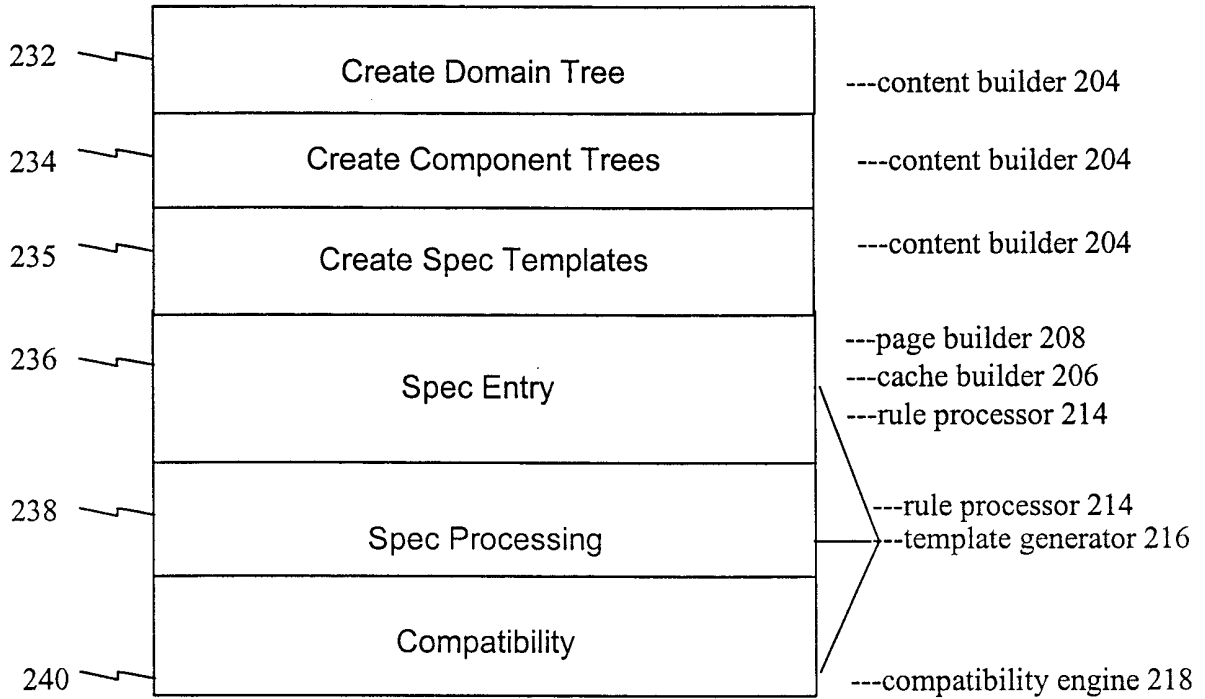 232
Create Domain Tree
---content builder 204
234
Create Component Trees
---content builder 204
235
Create Spec Templates
---content builder 204
236
Spec Entry
---page builder 208
---cache builder 206
---rule processor 214
238
Spec Processing
---rule processor 214
---template generator 216
240
Compatibility
---compatibility engine 218